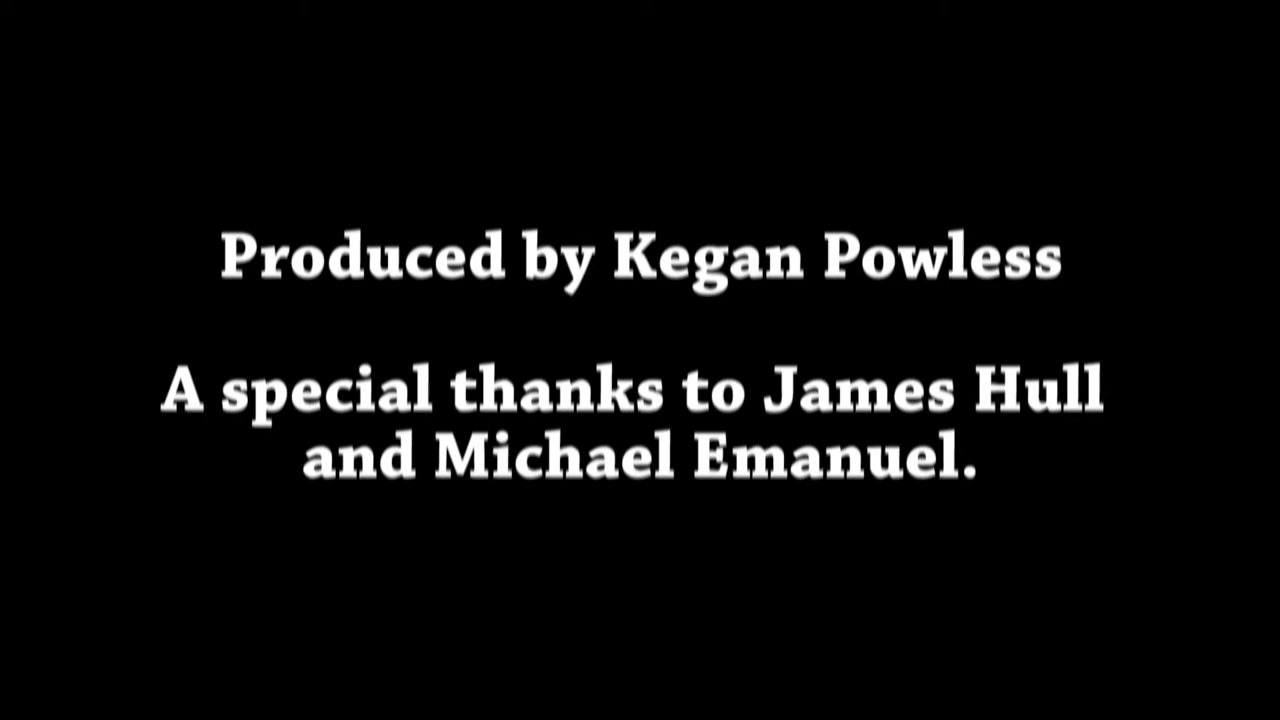 Produced by Kegan Powless
A special thanks to James Hull
and Michael Emanuel.